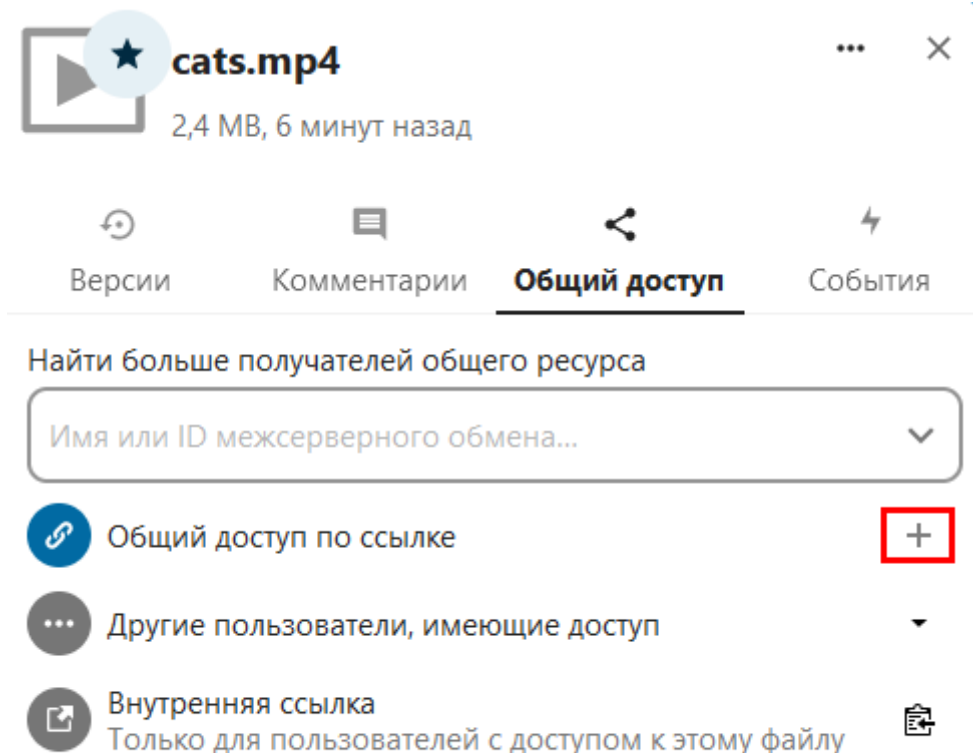 cats.mp4
2,4 MB, 6 минут назад
Версии Комментарии Общий доступ События
Найти больше получателей общего ресурса
Имя или ID межсерверного обмена...
Общий доступ по ссылке
Другие пользователи, имеющие доступ
Внутренняя ссылка
Только для пользователей с доступом к этому файлу